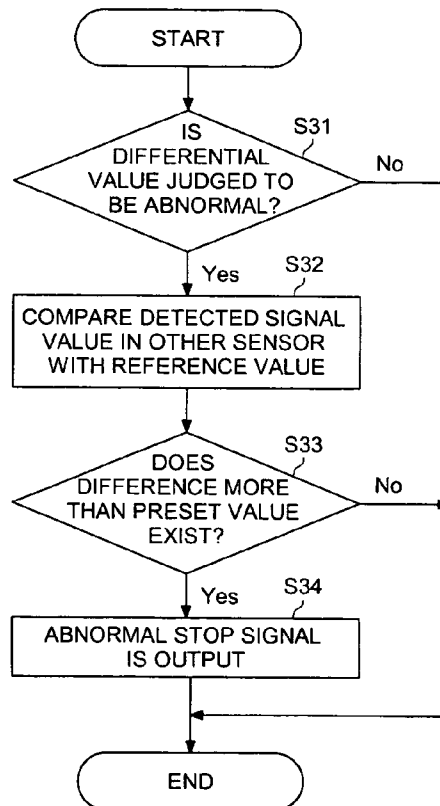 START
S31
IS
DIFFERENTIAL
VALUE JUDGED TO
BE ABNORMAL?
No
Yes
S32
COMPARE DETECTED SIGNAL
VALUE IN OTHER SENSOR
WITH REFERENCE VALUE
S33
DOES
DIFFERENCE MORE
THAN PRESET VALUE
EXIST?
No
Yes
S34
ABNORMAL STOP SIGNAL
IS OUTPUT
END